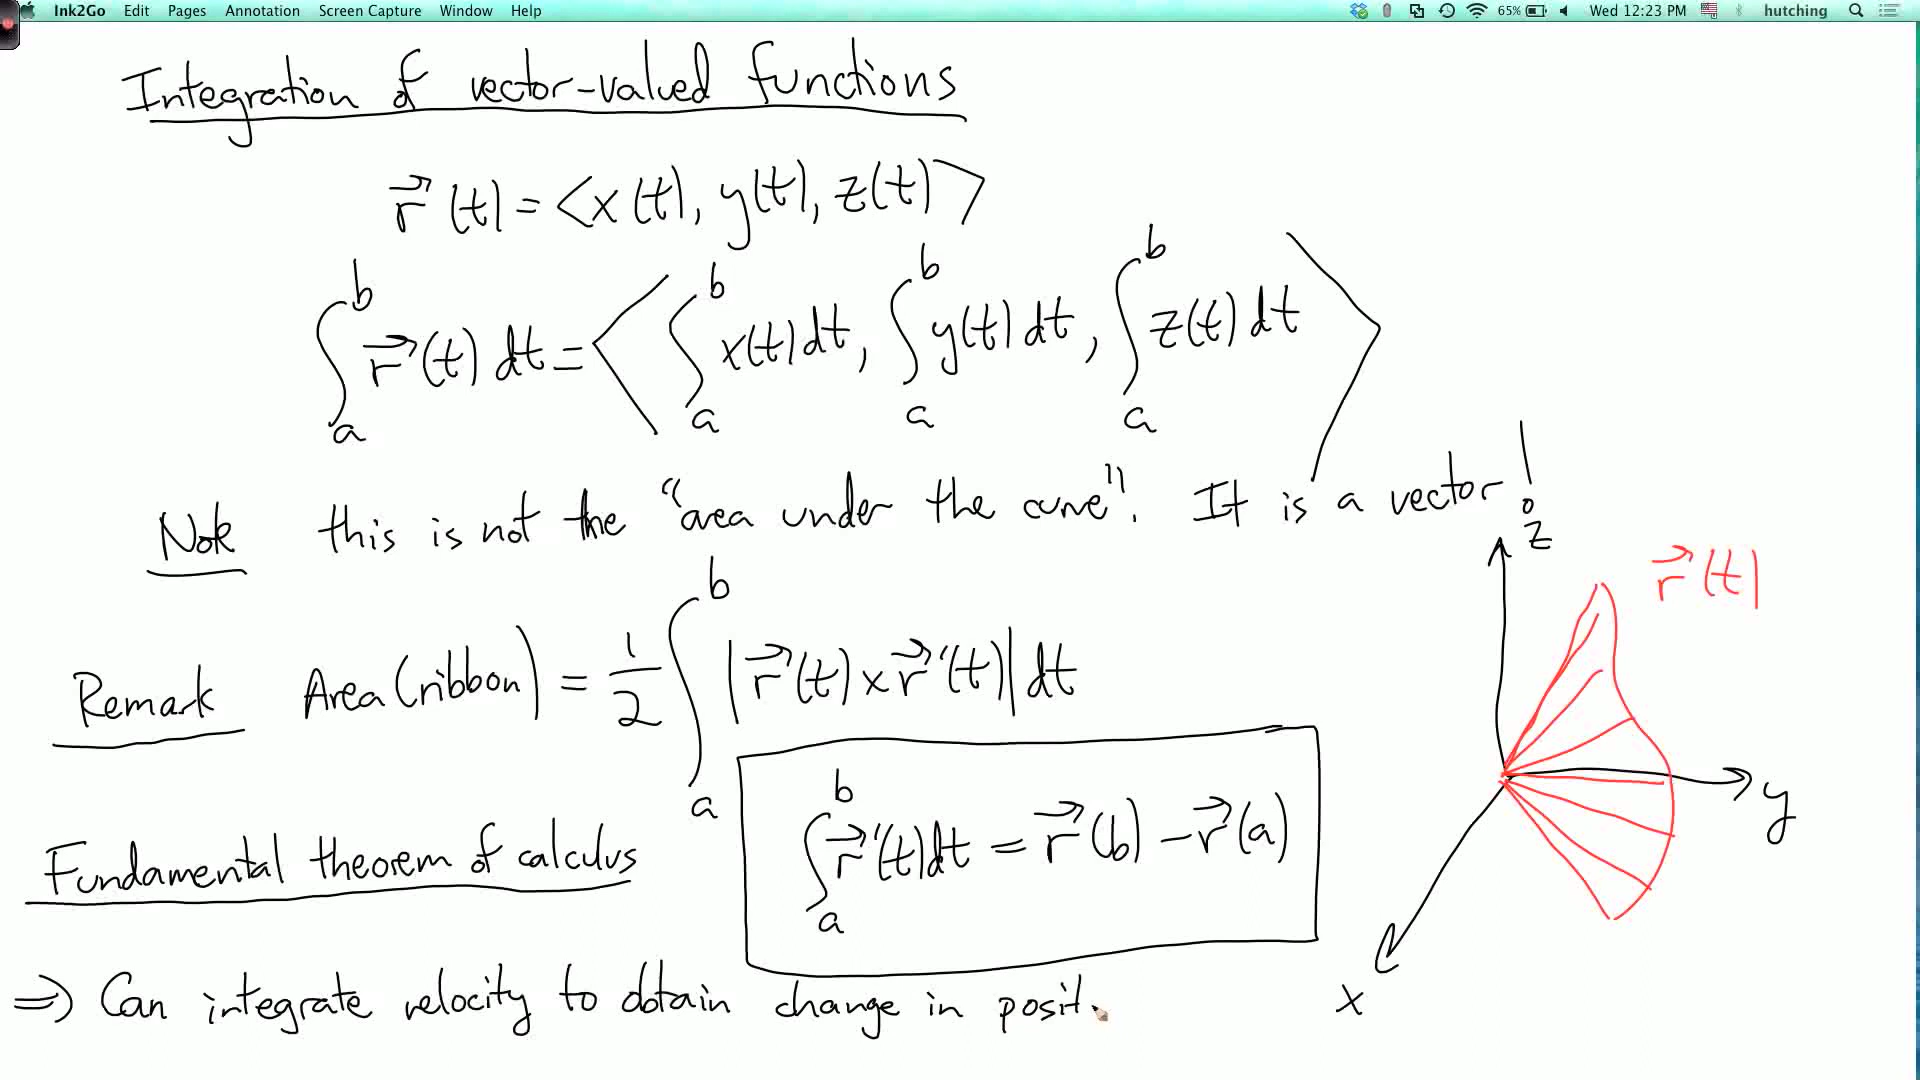 Ink2Go Edit Pages Annotation Screen Capture Window Help 65% Wed 12:23 PM hutching
Integration of vector-valued functions
r⃗(t) = <x(t), y(t), z(t)>
∫_a^b r⃗(t) dt = < ∫_a^b x(t) dt, ∫_a^b y(t) dt, ∫_a^b z(t) dt >
Note this is not the "area under the curve". It is a vector!
z
r⃗(t)
Remark Area(ribbon) = 1/2 ∫_a^b |r⃗(t) × r⃗'(t)| dt
y
Fundamental theorem of calculus ∫_a^b r⃗'(t) dt = r⃗(b) - r⃗(a)
x
⇒ Can integrate velocity to obtain change in posit